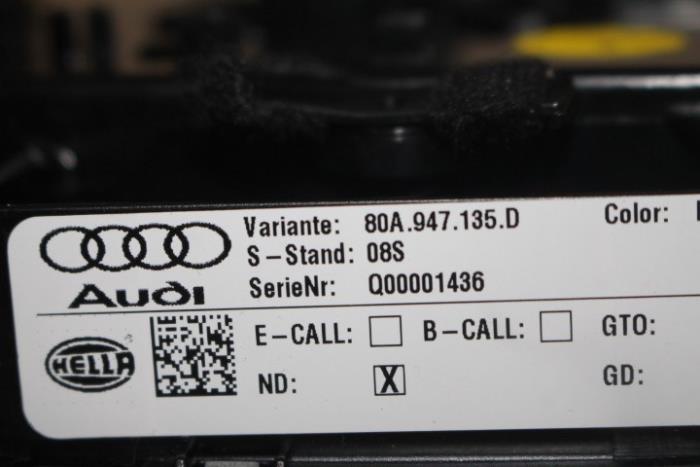 Variante: 80A.947.135.D Color:
S-Stand: 08S
Audi SerieNr: Q00001436
E-CALL: B-CALL: GTO:
HELLA
ND: X GD: